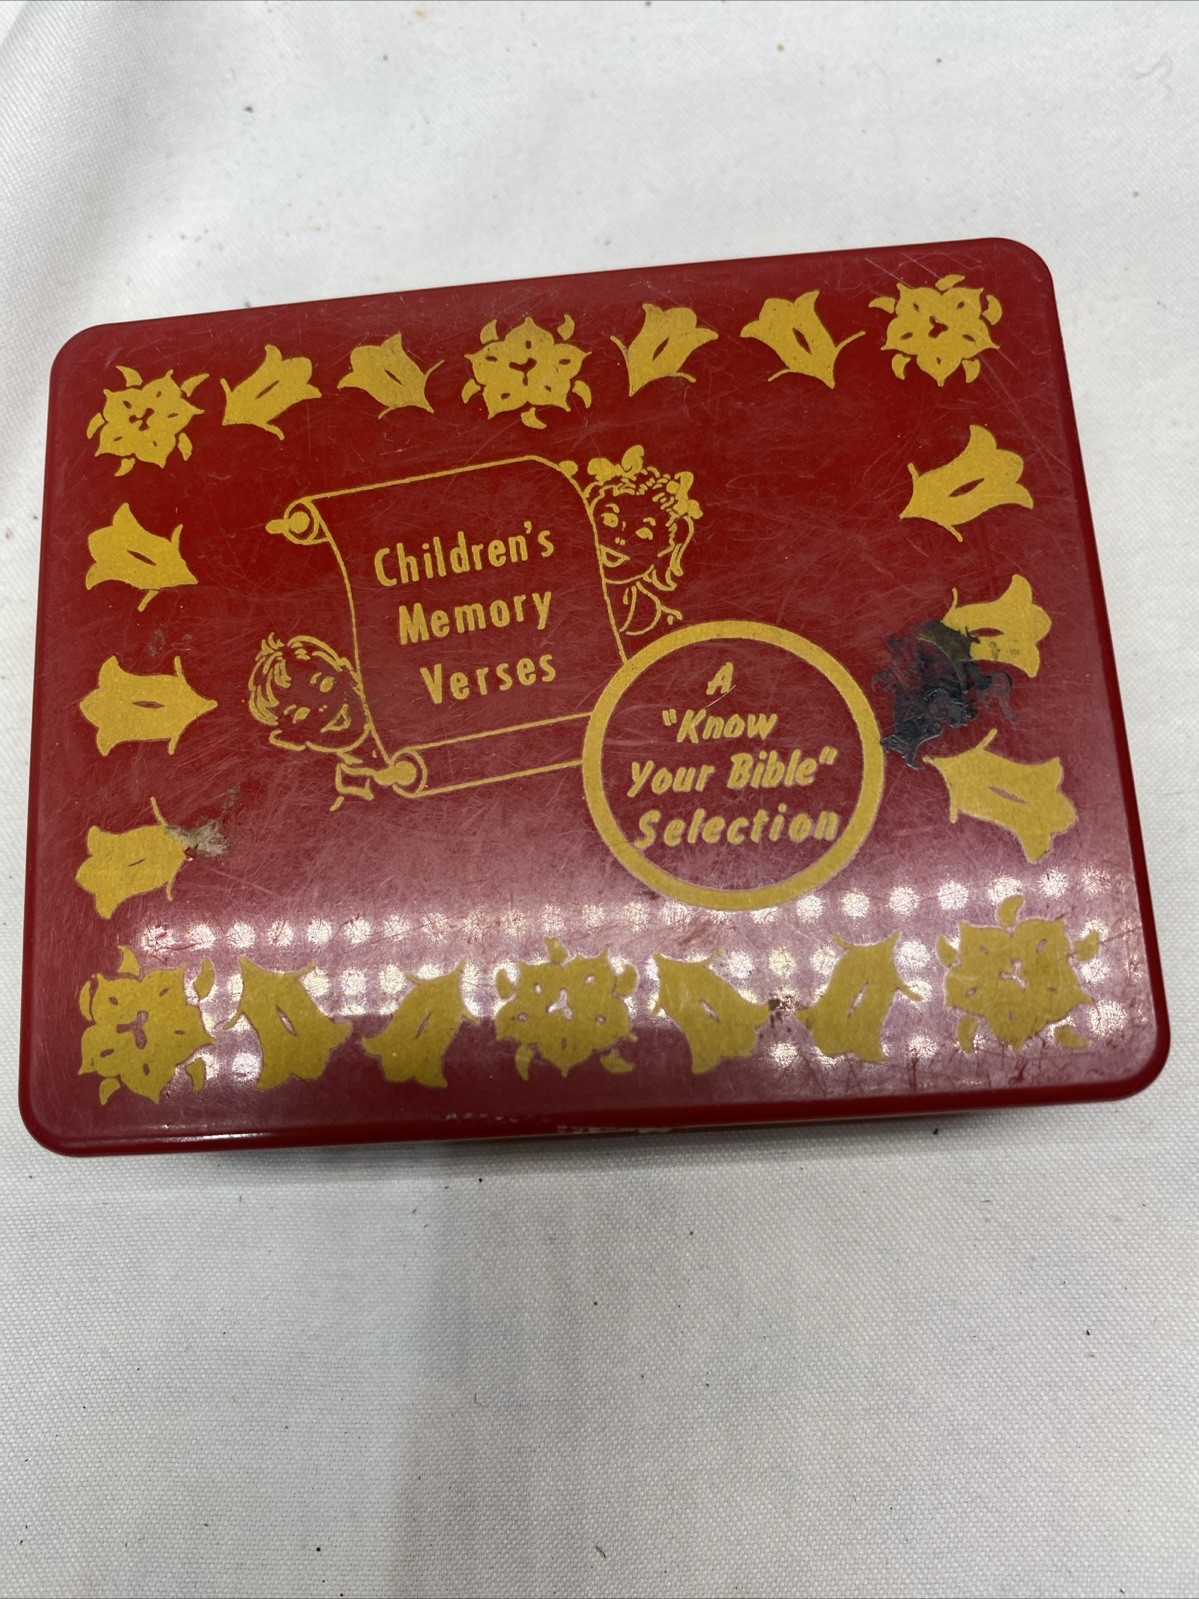 Children's
Memory
Verses
A
"Know
Your Bible"
Selection